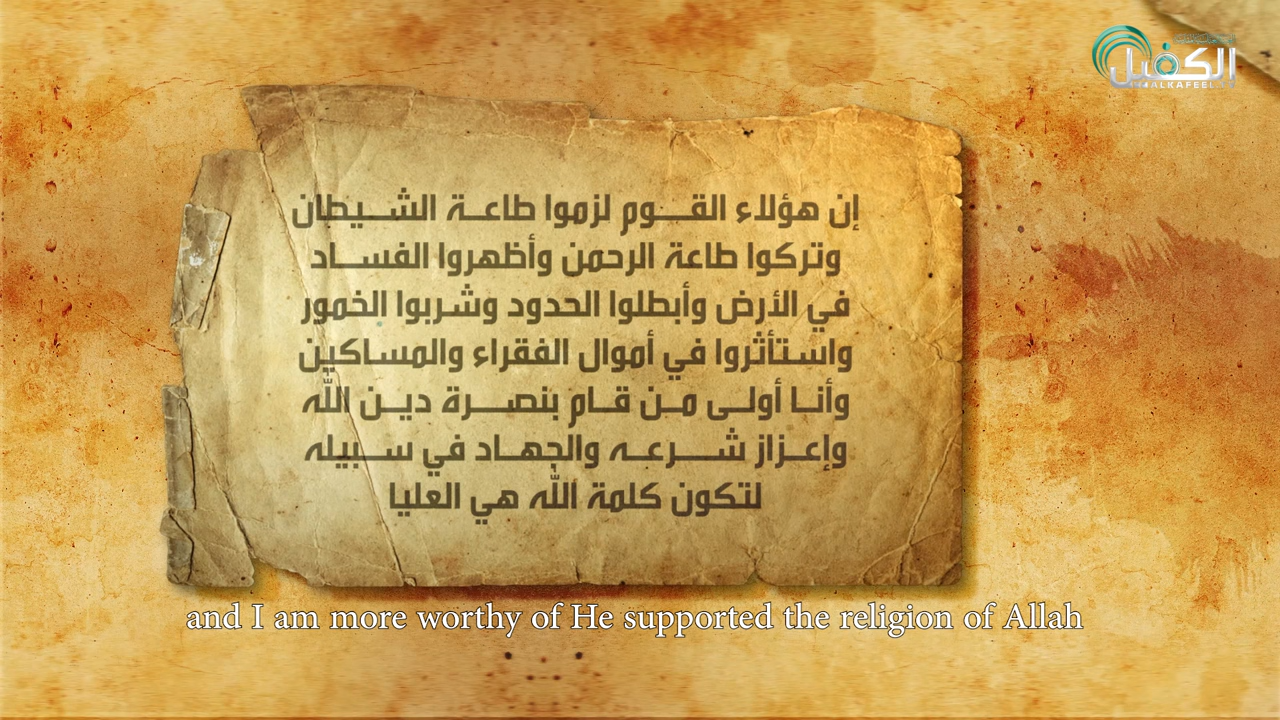 الكفيل
ALKAFEEL
إن هؤلاء القوم لزموا طاعة الشيطان
وتركوا طاعة الرحمن وأظهروا الفساد
في الأرض وأبطلوا الحدود وشربوا الخمور
واستأثروا في أموال الفقراء والمساكين
وأنا أولى من قام بنصرة دين الله
وإعزاز شرعه والجهاد في سبيله
لتكون كلمة الله هي العليا
and I am more worthy of He supported the religion of Allah